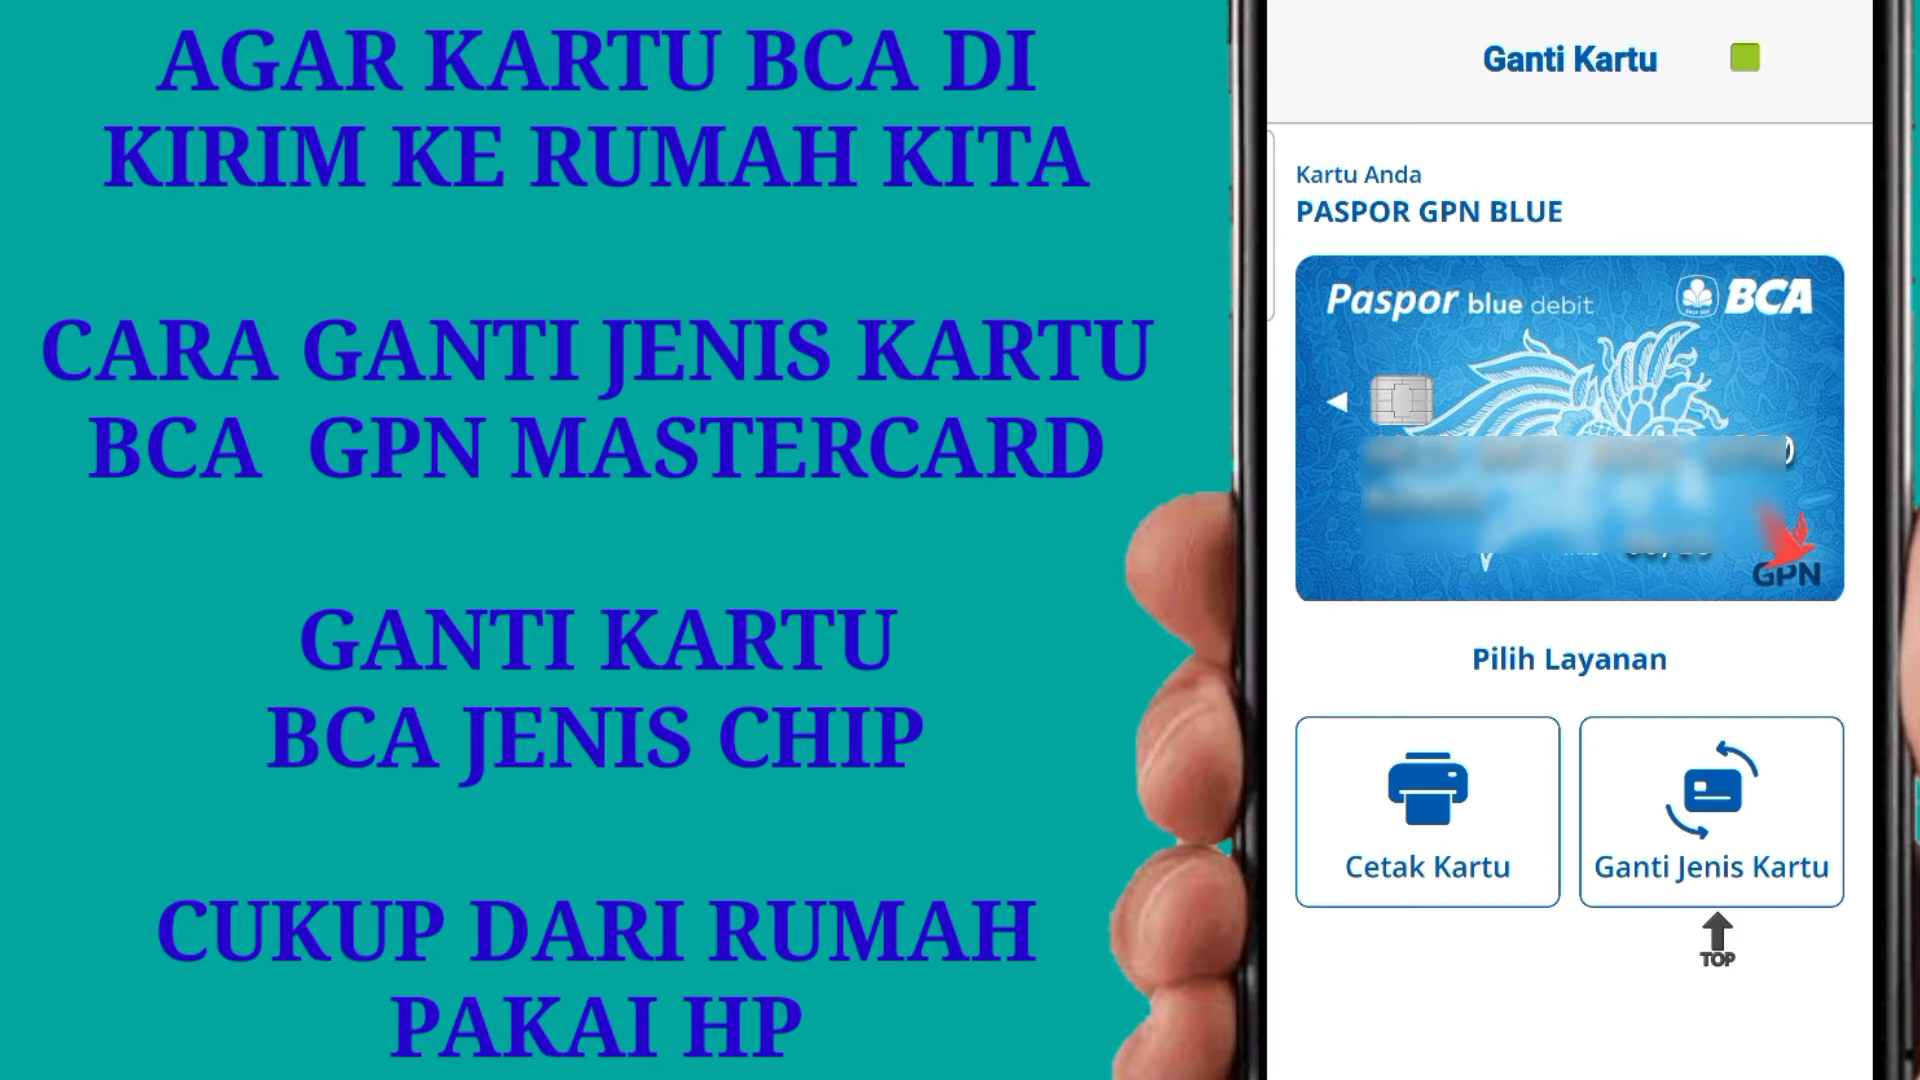 AGAR KARTU BCA DI
KIRIM KE RUMAH KITA
CARA GANTI JENIS KARTU
BCA GPN MASTERCARD
GANTI KARTU
BCA JENIS CHIP
CUKUP DARI RUMAH
PAKAI HP
Ganti Kartu
Kartu Anda
PASPOR GPN BLUE
Paspor blue debit
BCA
GPN
Pilih Layanan
Cetak Kartu
Ganti Jenis Kartu
TOP